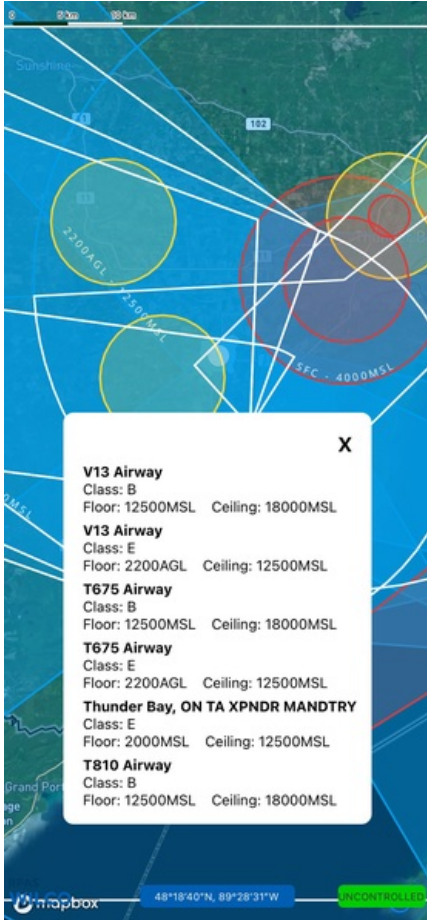 0 5 km 10 km
Sunshine
61
102
11
2200AGL - 12500MSL
SFC - 4000MSL
X
V13 Airway
Class: B
Floor: 12500MSL Ceiling: 18000MSL
V13 Airway
Class: E
Floor: 2200AGL Ceiling: 12500MSL
T675 Airway
Class: B
Floor: 12500MSL Ceiling: 18000MSL
T675 Airway
Class: E
Floor: 2200AGL Ceiling: 12500MSL
Thunder Bay, ON TA XPNDR MANDTRY
Class: E
Floor: 2000MSL Ceiling: 12500MSL
T810 Airway
Class: B
Floor: 12500MSL Ceiling: 18000MSL
Grand Port
mapbox
48°18'40"N, 89°28'31"W
UNCONTROLLED